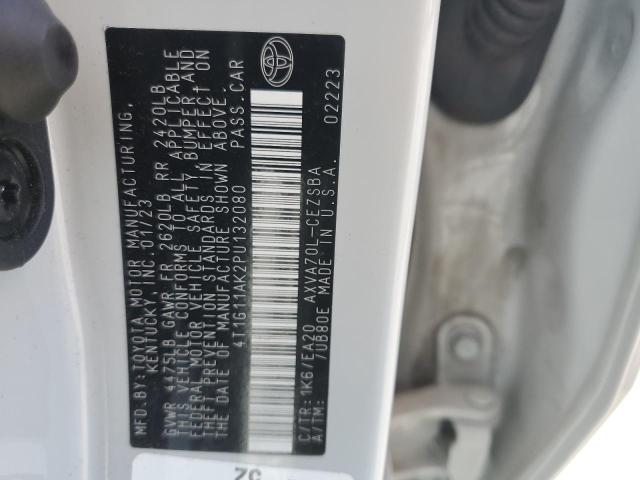 MFD.BY:TOYOTA MOTOR MANUFACTURING,
KENTUCKY, INC. 01/23
GVWR 4475LB GAWR FR 2620LB RR 2420LB
THIS VEHICLE CONFORMS TO ALL APPLICABLE
FEDERAL MOTOR VEHICLE SAFETY, BUMPER, AND
THEFT PREVENTION STANDARDS IN EFFECT ON
THE DATE OF MANUFACTURE SHOWN ABOVE.
4T1G11AK2PU132080 PASS.CAR
02223
C/TR:1K6/EA20 AXVA70L-CEZSBA
A/TM: /UB80E MADE IN U.S.A.